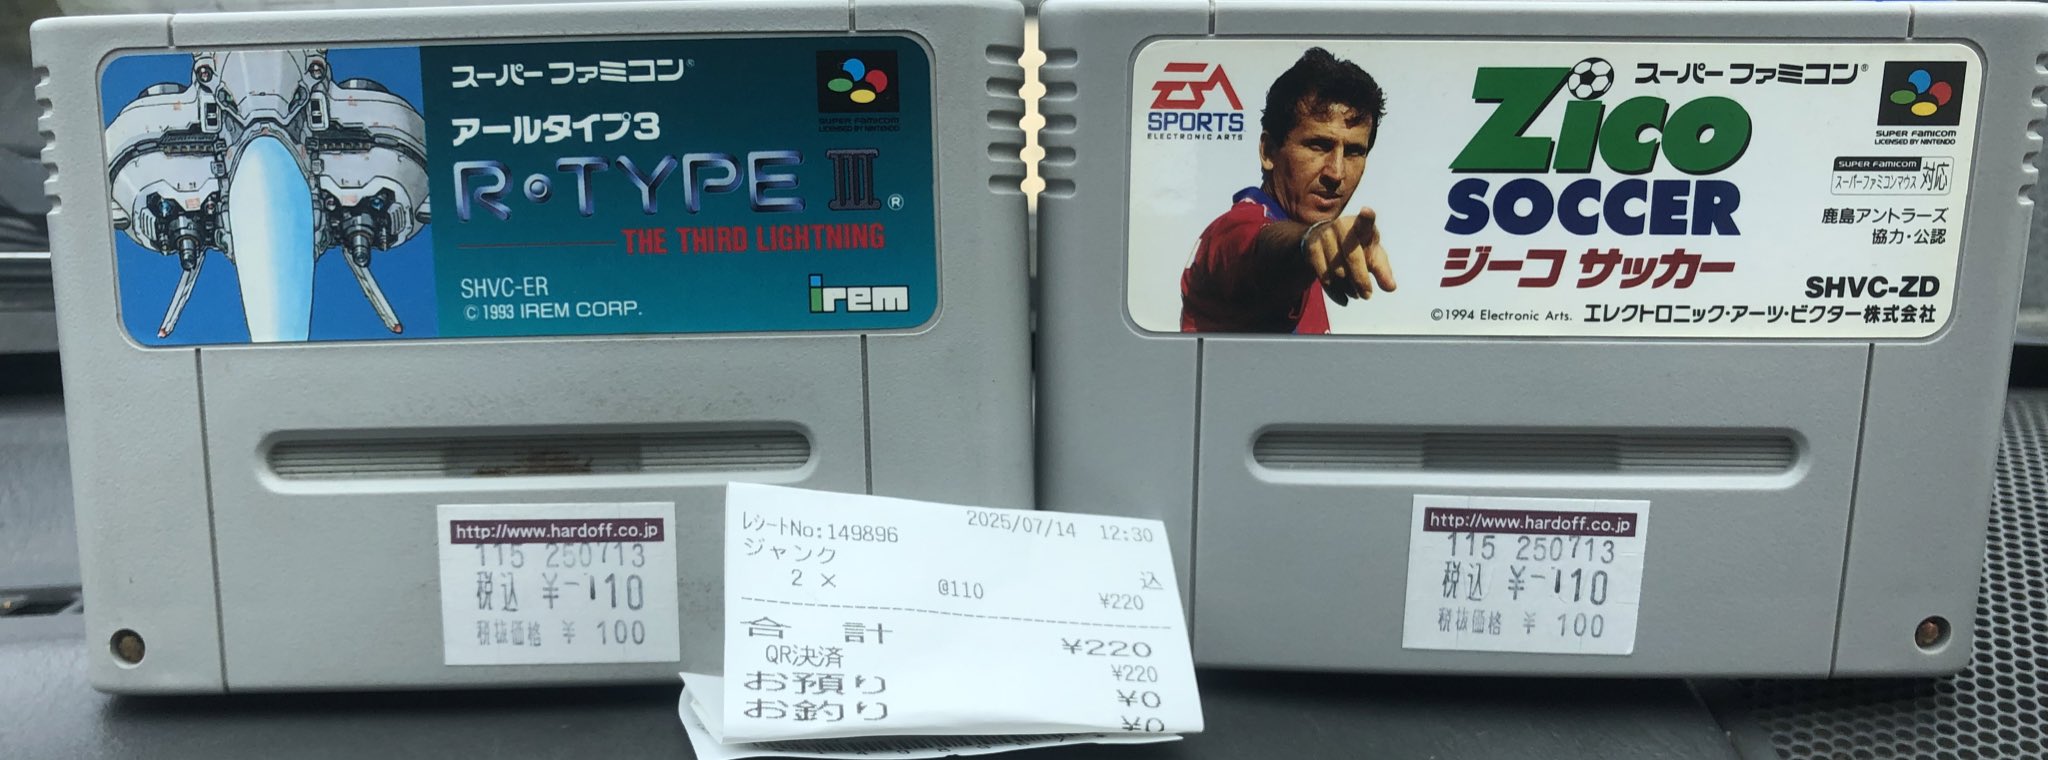 スーパーファミコン®
SUPER FAMICOM
LICENSED BY NINTENDO
アールタイプ3
R・TYPE III®
THE THIRD LIGHTNING
SHVC-ER
© 1993 IREM CORP.
irem
http://www.hardoff.co.jp
115 250713
税込 ¥-110
税抜価格 ¥ 100
EA
SPORTS
ELECTRONIC ARTS
スーパーファミコン®
Zico
SOCCER
ジーコ サッカー
SUPER FAMICOM
LICENSED BY NINTENDO
SUPER FAMICOM
スーパーファミコンマウス 対応
鹿島アントラーズ
協力・公認
SHVC-ZD
©1994 Electronic Arts. エレクトロニック・アーツ・ビクター株式会社
http://www.hardoff.co.jp
115 250713
税込 ¥-110
税抜価格 ¥ 100
レシートNo:149896 2025/07/14 12:30
ジャンク
2 × @110 込
¥220
合 計 ¥220
QR決済 ¥220
お預り ¥0
お釣り ¥0